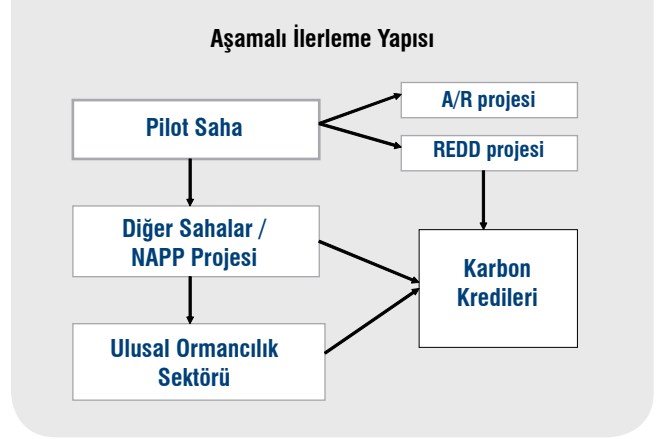 Aşamalı İlerleme Yapısı
Pilot Saha
A/R projesi
REDD projesi
Diğer Sahalar /
NAPP Projesi
Karbon
Kredileri
Ulusal Ormancılık
Sektörü